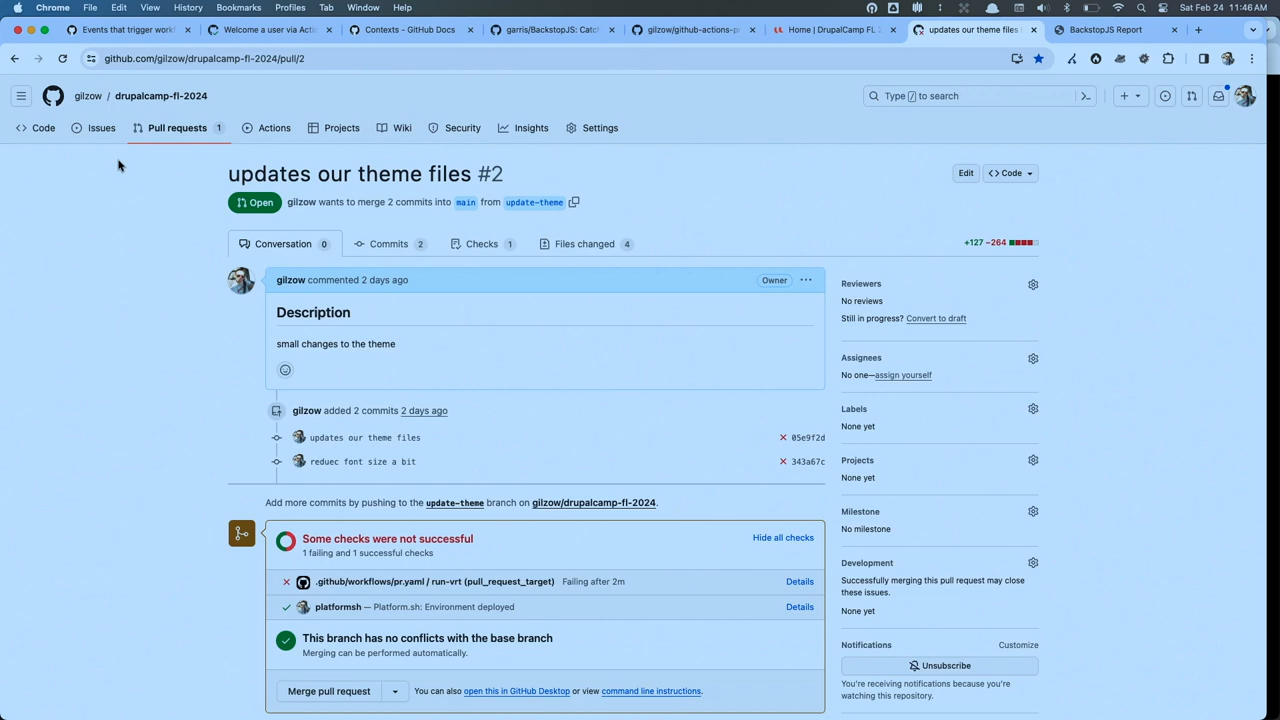 Chrome File Edit View History Bookmarks Profiles Tab Window Help Sat Feb 24 11:46 AM
Events that trigger workf Welcome a user via Actio Contexts - GitHub Docs garris/BackstopJS: Catch gilzow/github-actions-pr Home | DrupalCamp FL 2 updates our theme files BackstopJS Report
github.com/gilzow/drupalcamp-fl-2024/pull/2
gilzow / drupalcamp-fl-2024 Type / to search
Code Issues Pull requests 1 Actions Projects Wiki Security Insights Settings
updates our theme files #2 Edit <> Code
Open gilzow wants to merge 2 commits into main from update-theme
Conversation 0 Commits 2 Checks 1 Files changed 4 +127 −264
gilzow commented 2 days ago Owner ···
Description
small changes to the theme
gilzow added 2 commits 2 days ago
updates our theme files 05e9f2d
reduec font size a bit 343a67c
Add more commits by pushing to the update-theme branch on gilzow/drupalcamp-fl-2024.
Some checks were not successful Hide all checks
1 failing and 1 successful checks
.github/workflows/pr.yaml / run-vrt (pull_request_target) Failing after 2m Details
platformsh — Platform.sh: Environment deployed Details
This branch has no conflicts with the base branch
Merging can be performed automatically.
Merge pull request You can also open this in GitHub Desktop or view command line instructions.
Reviewers
No reviews
Still in progress? Convert to draft
Assignees
No one—assign yourself
Labels
None yet
Projects
None yet
Milestone
No milestone
Development
Successfully merging this pull request may close
these issues.
None yet
Notifications Customize
Unsubscribe
You're receiving notifications because you're
watching this repository.